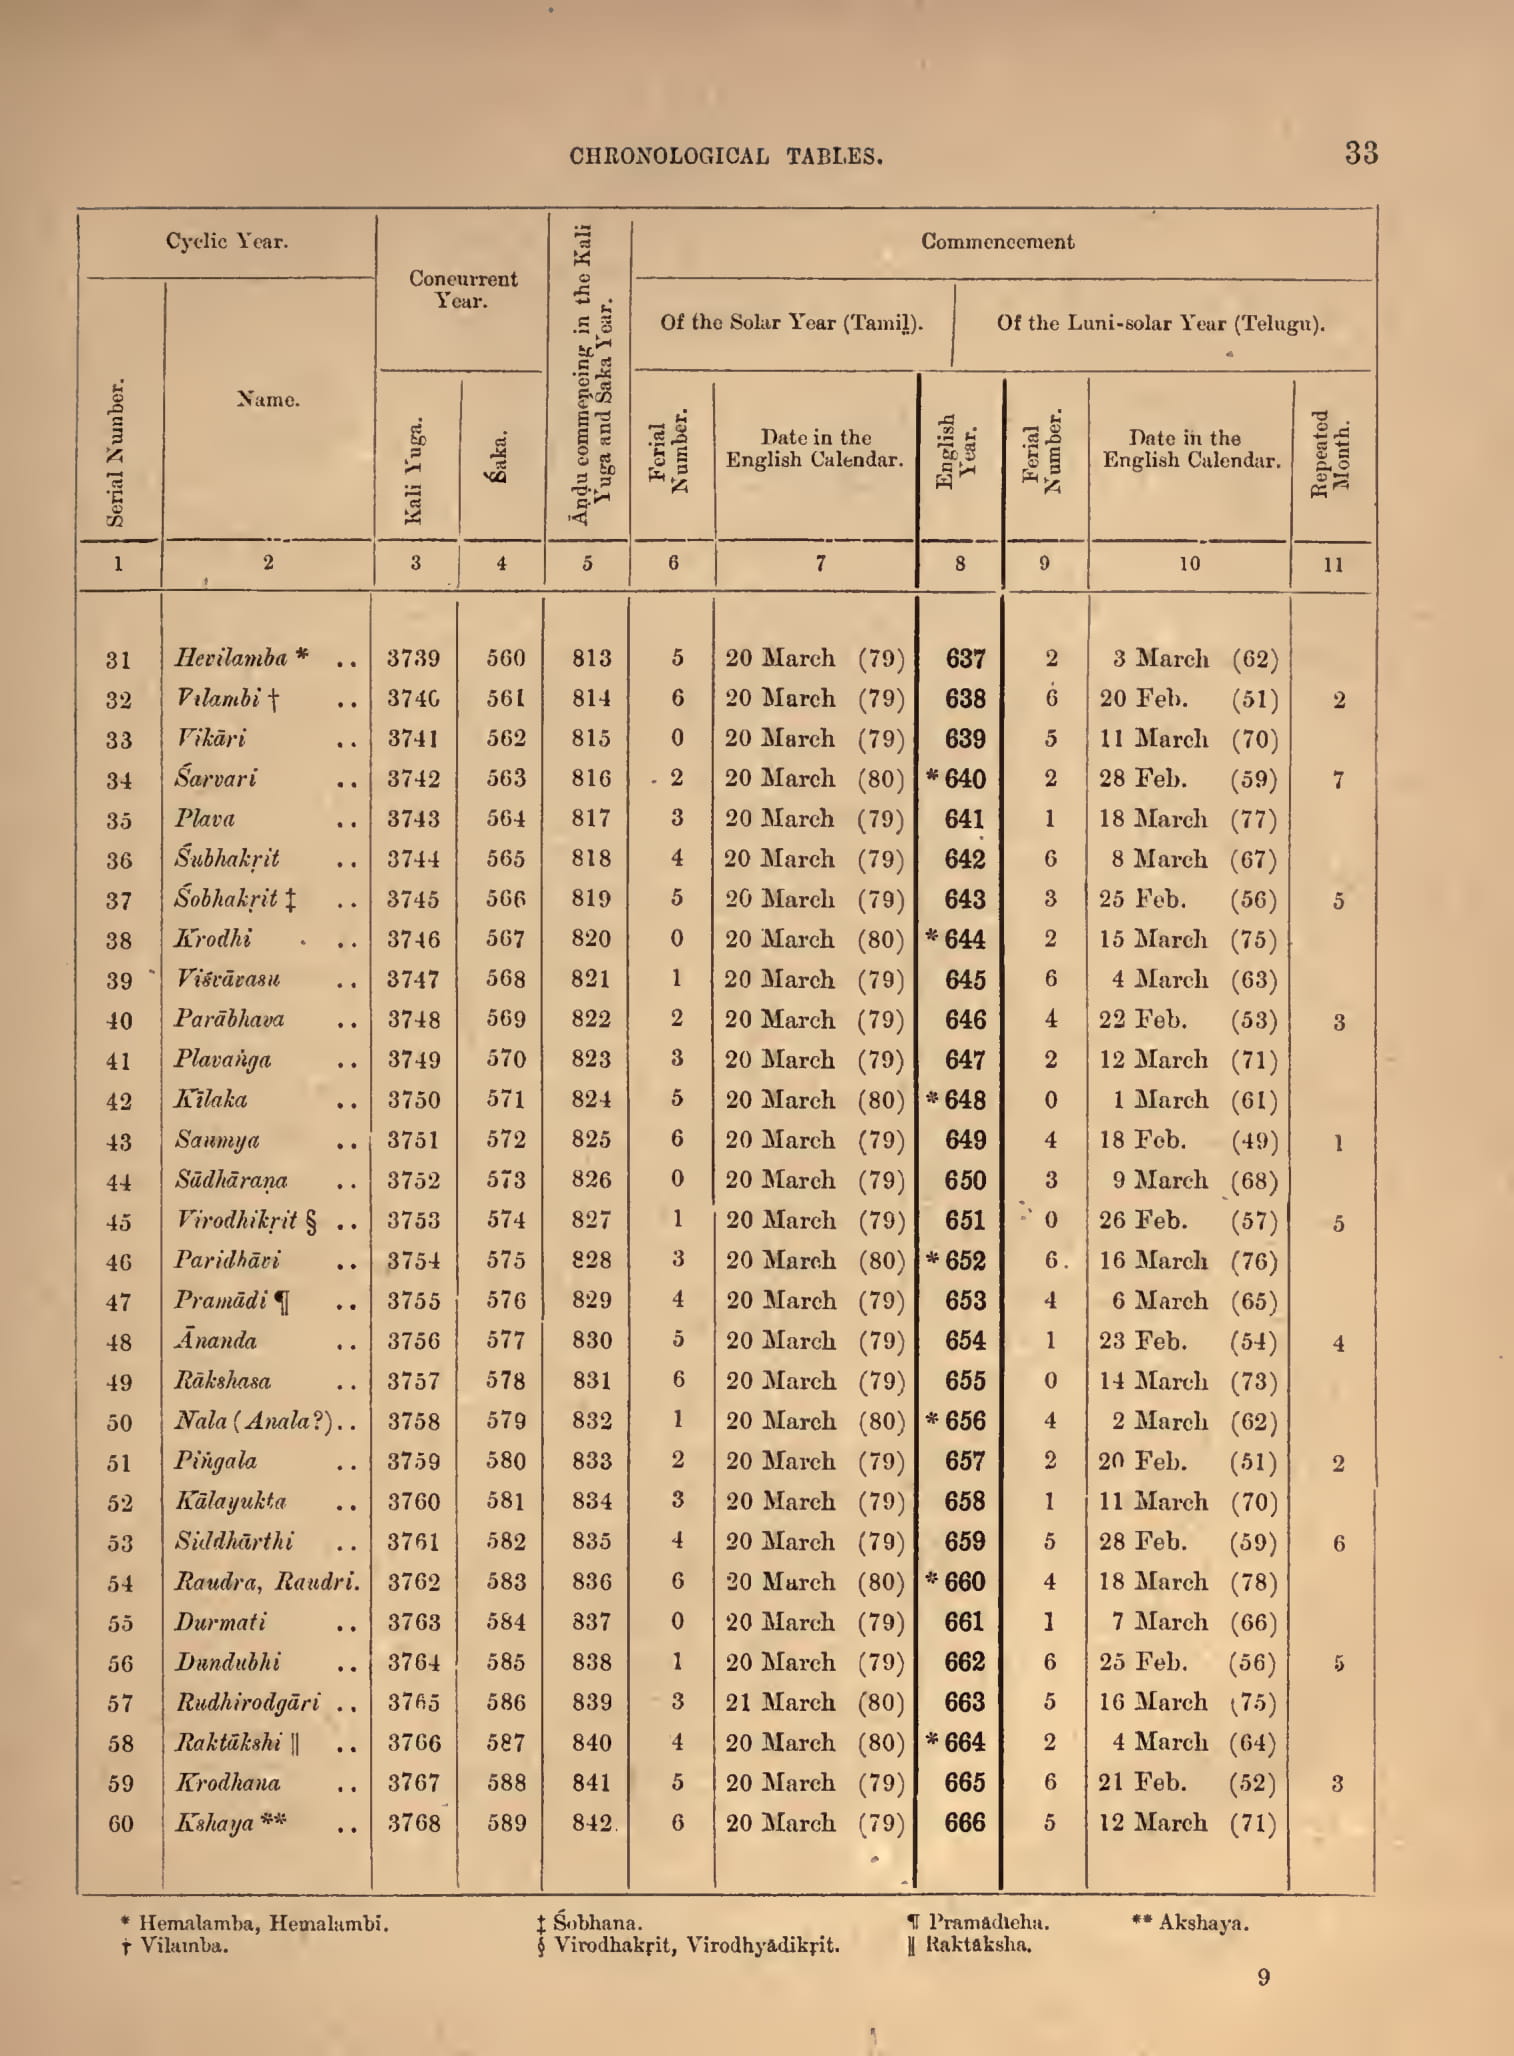 CHRONOLOGICAL TABLES. 33
Cyclic Year. Concurrent Year. Āṇḍu commencing in the Kali Yuga and Śaka Year. Commencement
Of the Solar Year (Tamil̤). Of the Luni-solar Year (Telugu).
Serial Number. Name. Kali Yuga. Śaka. Ferial Number. Date in the English Calendar. English Year. Ferial Number. Date in the English Calendar. Repeated Month.
1 2 3 4 5 6 7 8 9 10 11
31 Hevilamba * .. 3739 560 813 5 20 March (79) 637 2 3 March (62)
32 Vilambi † .. 3740 561 814 6 20 March (79) 638 6 20 Feb. (51) 2
33 Vikāri .. 3741 562 815 0 20 March (79) 639 5 11 March (70)
34 Śarvari .. 3742 563 816 2 20 March (80) *640 2 28 Feb. (59) 7
35 Plava .. 3743 564 817 3 20 March (79) 641 1 18 March (77)
36 Śubhakṛit .. 3744 565 818 4 20 March (79) 642 6 8 March (67)
37 Śobhakṛit ‡ .. 3745 566 819 5 20 March (79) 643 3 25 Feb. (56) 5
38 Krodhi .. 3746 567 820 0 20 March (80) *644 2 15 March (75)
39 Viśvāvasu .. 3747 568 821 1 20 March (79) 645 6 4 March (63)
40 Parābhava .. 3748 569 822 2 20 March (79) 646 4 22 Feb. (53) 3
41 Plavaṅga .. 3749 570 823 3 20 March (79) 647 2 12 March (71)
42 Kīlaka .. 3750 571 824 5 20 March (80) *648 0 1 March (61)
43 Saumya .. 3751 572 825 6 20 March (79) 649 4 18 Feb. (49) 1
44 Sādhāraṇa .. 3752 573 826 0 20 March (79) 650 3 9 March (68)
45 Virodhikṛit § .. 3753 574 827 1 20 March (79) 651 0 26 Feb. (57) 5
46 Paridhāvi .. 3754 575 828 3 20 March (80) *652 6 16 March (76)
47 Pramādi ¶ .. 3755 576 829 4 20 March (79) 653 4 6 March (65)
48 Ānanda .. 3756 577 830 5 20 March (79) 654 1 23 Feb. (54) 4
49 Rākshasa .. 3757 578 831 6 20 March (79) 655 0 14 March (73)
50 Nala (Anala?).. 3758 579 832 1 20 March (80) *656 4 2 March (62)
51 Piṅgala .. 3759 580 833 2 20 March (79) 657 2 20 Feb. (51) 2
52 Kālayukta .. 3760 581 834 3 20 March (79) 658 1 11 March (70)
53 Siddhārthi .. 3761 582 835 4 20 March (79) 659 5 28 Feb. (59) 6
54 Raudra, Raudri. 3762 583 836 6 20 March (80) *660 4 18 March (78)
55 Durmati .. 3763 584 837 0 20 March (79) 661 1 7 March (66)
56 Dundubhi .. 3764 585 838 1 20 March (79) 662 6 25 Feb. (56) 5
57 Rudhirodgāri .. 3765 586 839 3 21 March (80) 663 5 16 March (75)
58 Raktākshi ‖ .. 3766 587 840 4 20 March (80) *664 2 4 March (64)
59 Krodhana .. 3767 588 841 5 20 March (79) 665 6 21 Feb. (52) 3
60 Kshaya ** .. 3768 589 842 6 20 March (79) 666 5 12 March (71)
* Hemalamba, Hemalambi. ‡ Śobhana. ¶ Pramādicha. ** Akshaya.
† Vilamba. § Virodhakṛit, Virodhyādikṛit. ‖ Raktāksha.
9